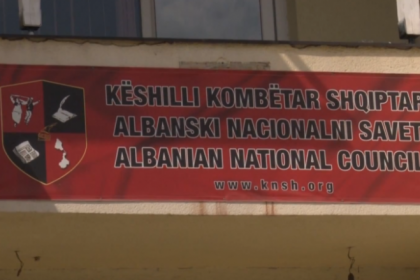 KËSHILLI KOMBËTAR SHQIPTAR
ALBANSKI NACIONALNI SAVET
ALBANIAN NATIONAL COUNCIL
www.knsh.org